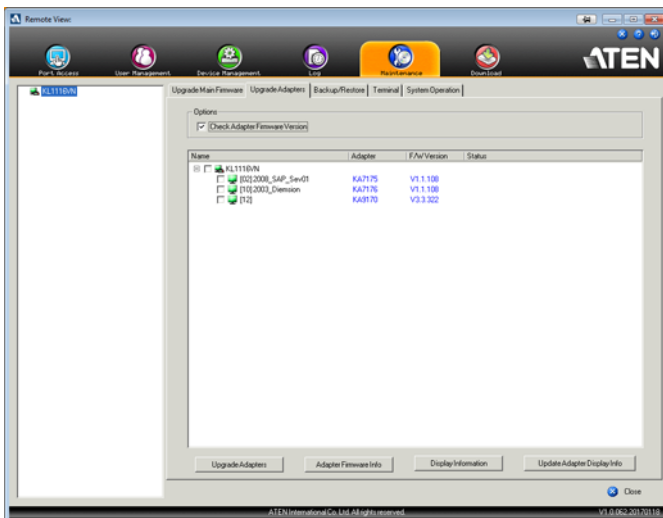 Remote View:
ATEN
Port Access User Management Device Management Log Maintenance Download
KL1116VN
Upgrade Main Firmware Upgrade Adapters Backup/Restore Terminal System Operation
Options
Check Adapter Firmware Version
Name Adapter F/W Version Status
KL1116VN
[02] 2008_SAP_Sev01 KA7175 V1.1.108
[10] 2003_Diemsion KA7176 V1.1.108
[12] KA9170 V3.3.322
Upgrade Adapters Adapter Firmware Info Display Information Update Adapter Display Info
Close
ATEN International Co. Ltd. All rights reserved. V1.0.062.20170118